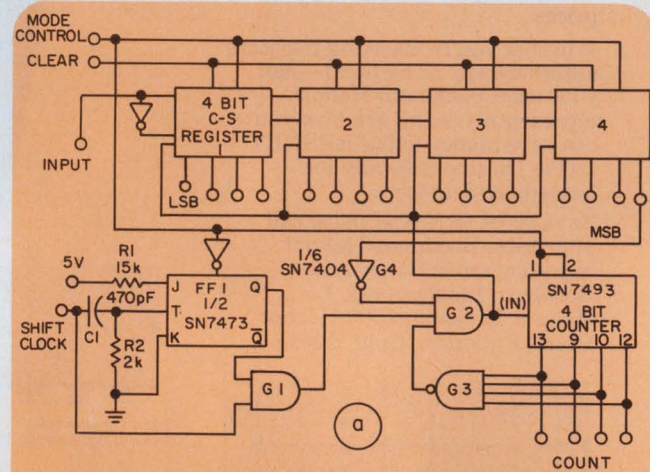 MODE
CONTROL
CLEAR
INPUT
4 BIT
C-S
REGISTER
1
2
3
4
LSB
MSB
5V
R1
15k
470pF
SHIFT
CLOCK
C1
R2
2k
J
FF1
Q
T
1/2
SN7473
K
Q̅
1/6
SN7404
G4
G1
G2
(IN)
G3
1
2
SN7493
4 BIT
COUNTER
13 9 10 12
a
COUNT